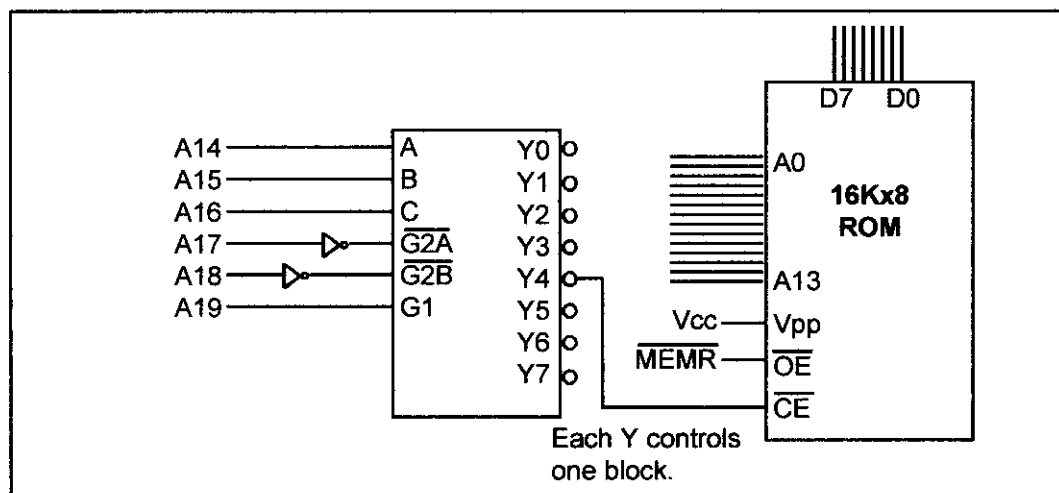 D7 D0
A14 A Y0
A15 B Y1
A16 C Y2
A17 G2A Y3
A18 G2B Y4
A19 G1 Y5
Y6
Y7
A0
16Kx8
ROM
A13
Vcc Vpp
MEMR OE
CE
Each Y controls
one block.